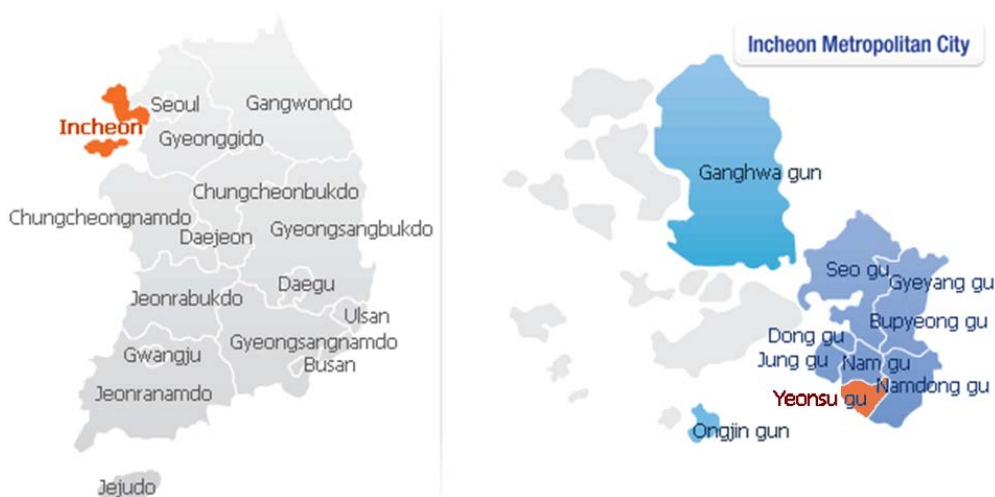 Seoul
Gangwondo
Incheon
Gyeonggido
Chungcheonbukdo
Chungcheongnamdo
Daejeon
Gyeongsangbukdo
Jeonrabukdo
Daegu
Ulsan
Gyeongsangnamdo
Gwangju
Busan
Jeonranamdo
Jejudo
Incheon Metropolitan City
Ganghwa gun
Seo gu
Gyeyang gu
Bupyeong gu
Dong gu
Jung gu
Nam gu
Namdong gu
Yeonsu gu
Ongjin gun